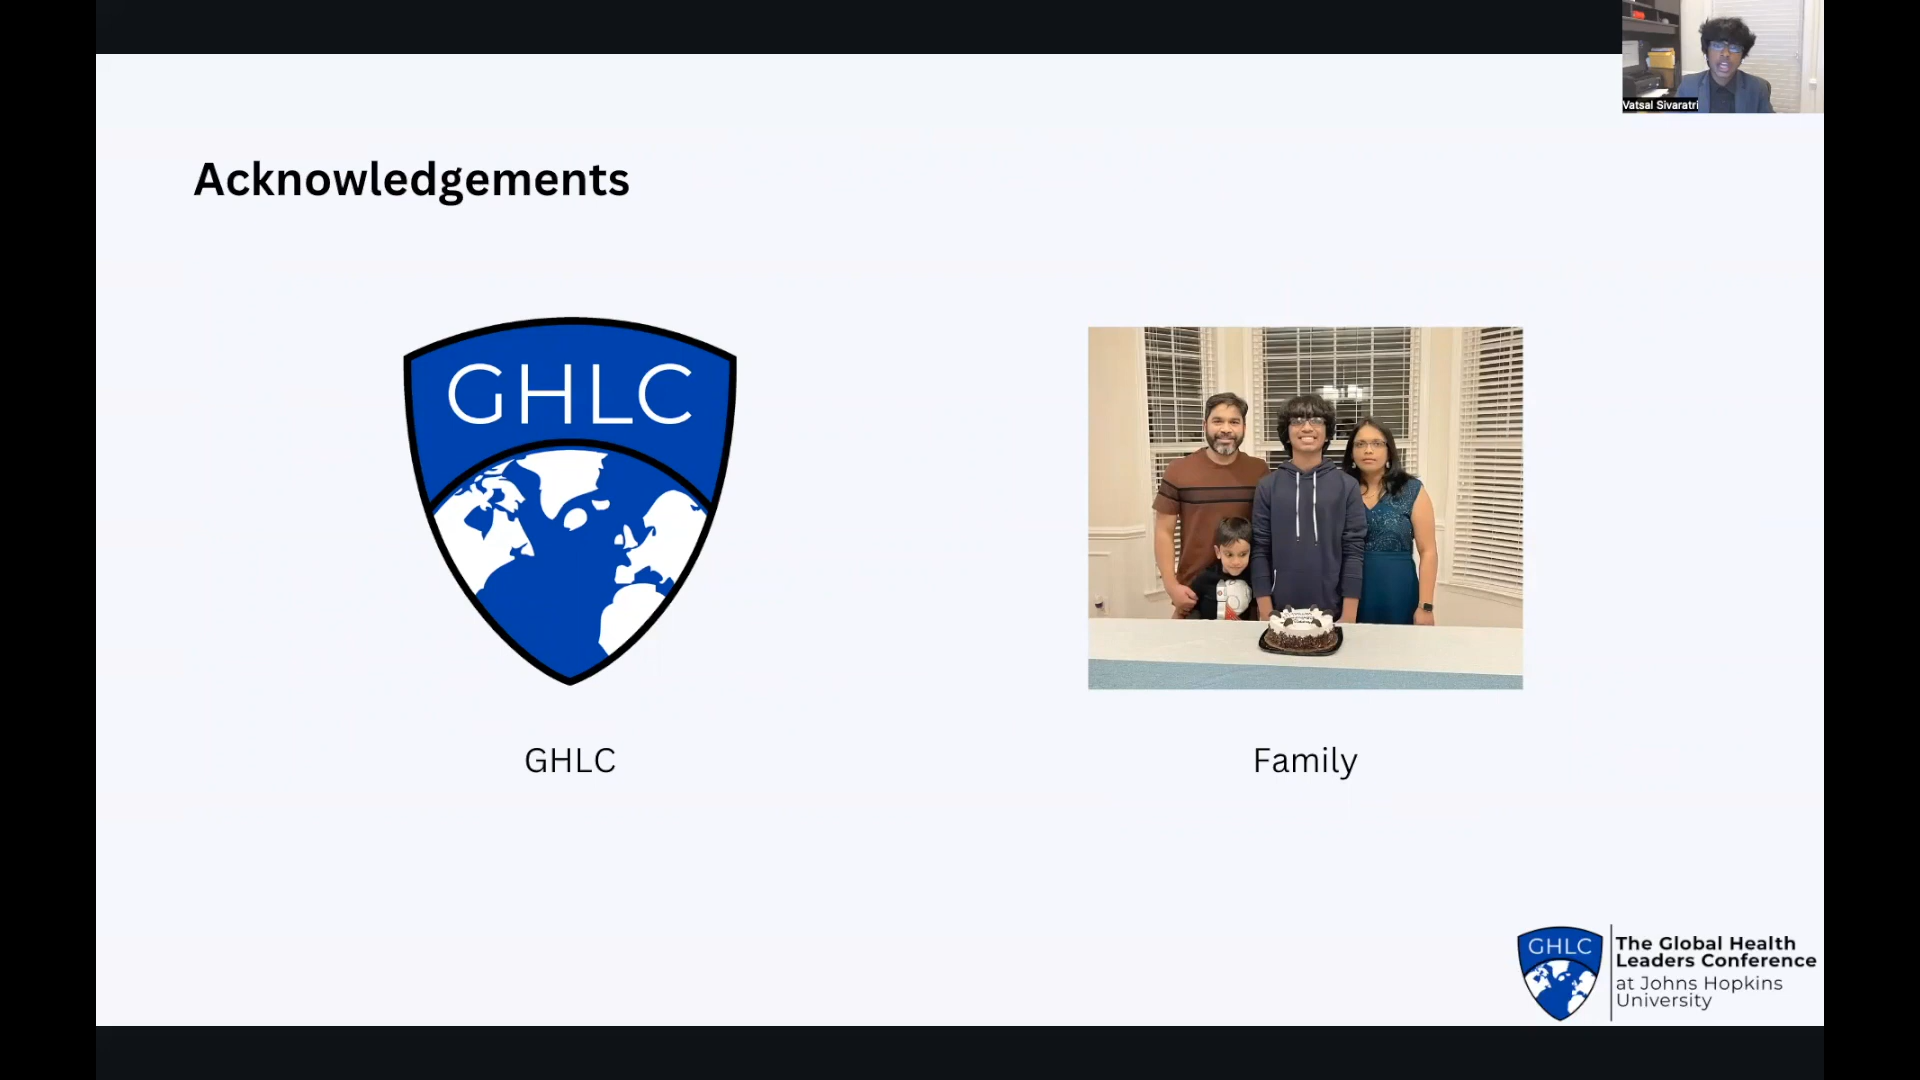 Vatsal Sivaratri
Acknowledgements
GHLC
GHLC
Family
GHLC
The Global Health
Leaders Conference
at Johns Hopkins
University